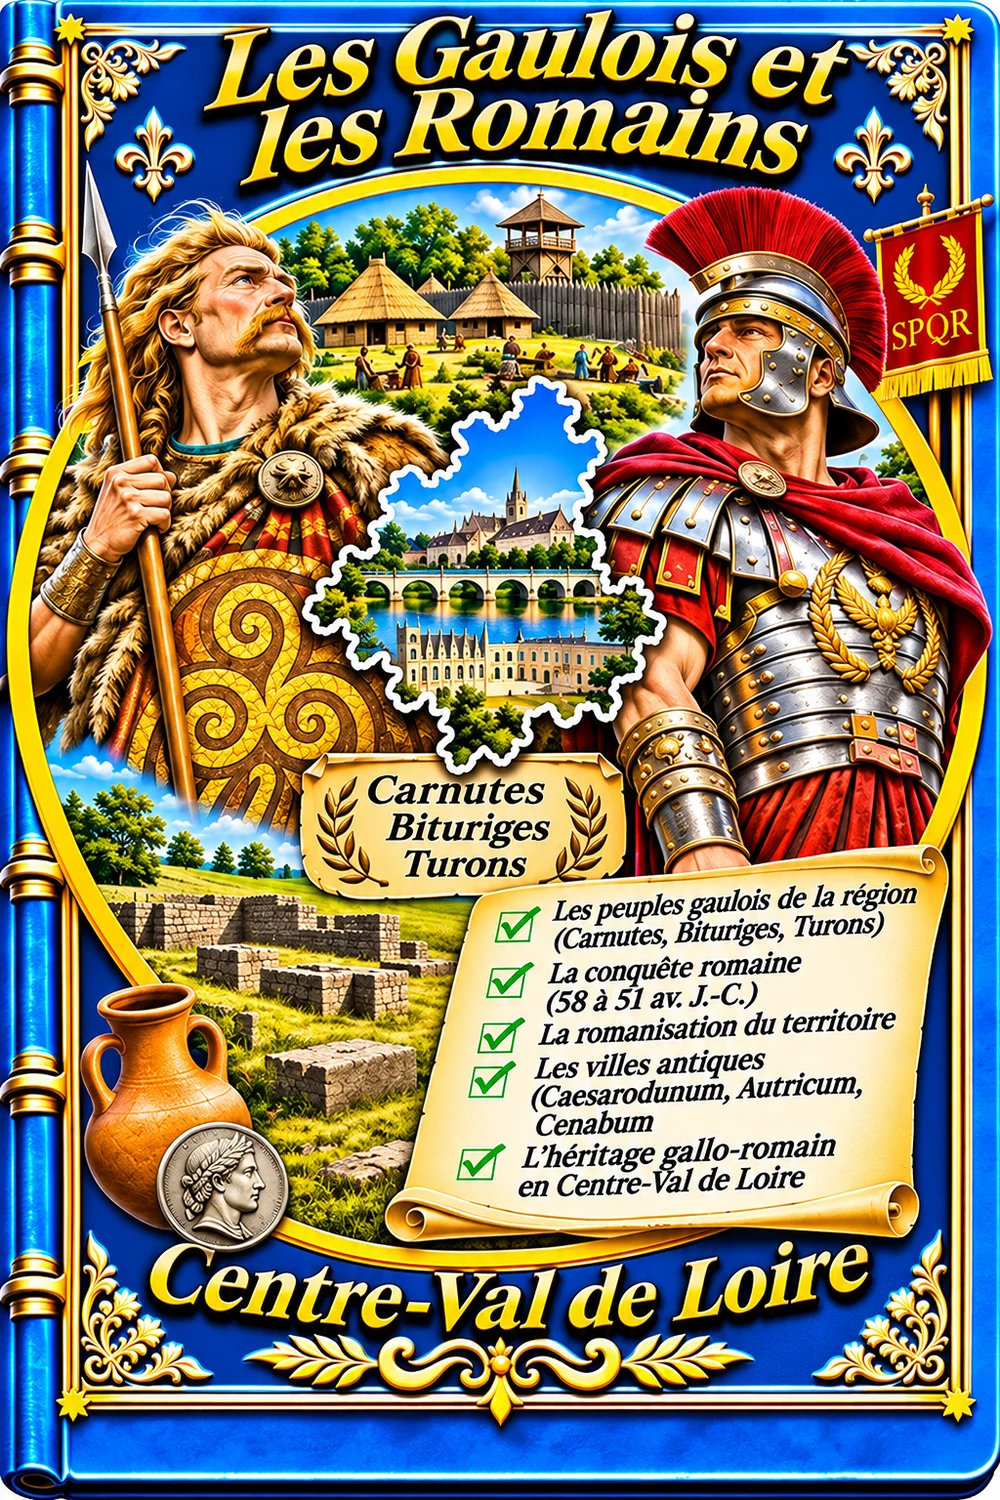 Les Gaulois et
les Romains
SPQR
Carnutes
Bituriges
Turons
Les peuples gaulois de la région
(Carnutes, Bituriges, Turons)
La conquête romaine
(58 à 51 av. J.-C.)
La romanisation du territoire
Les villes antiques
(Caesarodunum, Autricum,
Cenabum
L'héritage gallo-romain
en Centre-Val de Loire
Centre-Val de Loire